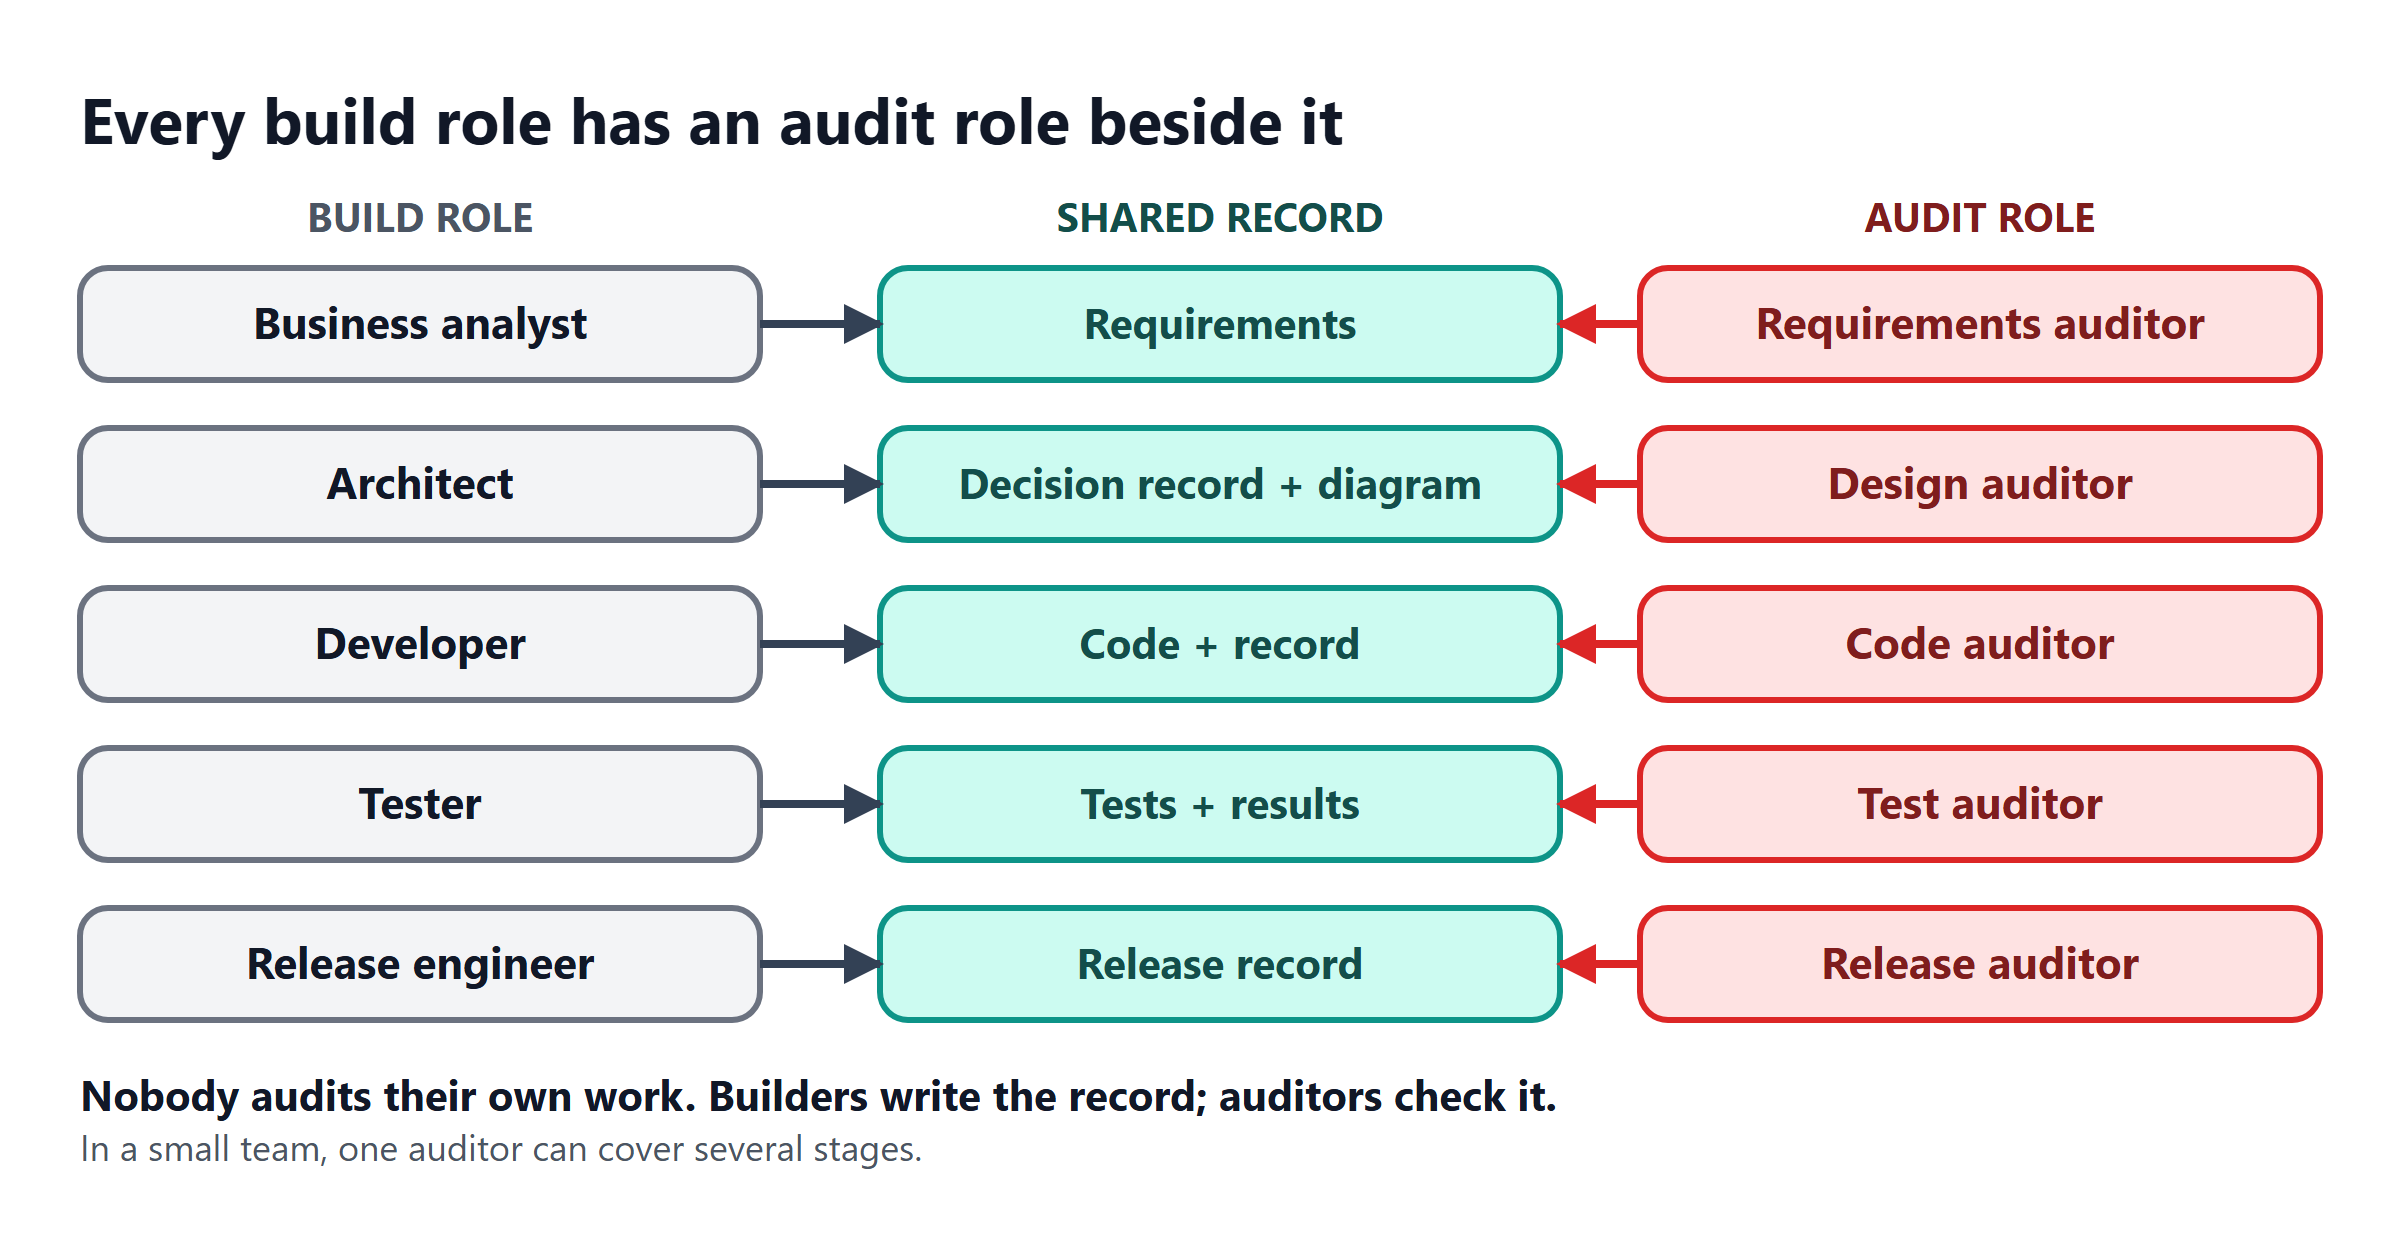 Every build role has an audit role beside it
BUILD ROLE
SHARED RECORD
AUDIT ROLE
Business analyst
Requirements
Requirements auditor
Architect
Decision record + diagram
Design auditor
Developer
Code + record
Code auditor
Tester
Tests + results
Test auditor
Release engineer
Release record
Release auditor
Nobody audits their own work. Builders write the record; auditors check it.
In a small team, one auditor can cover several stages.